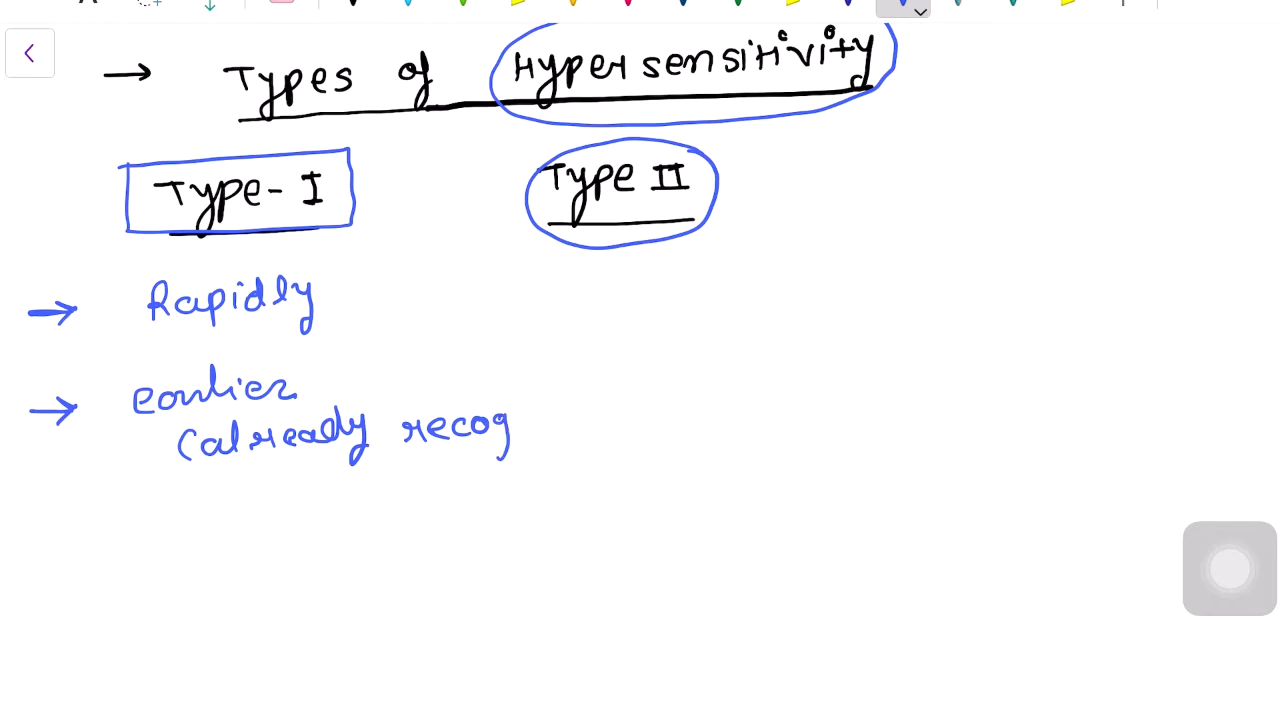 → Types of Hypersensitivity
Type-I Type II
→ Rapidly
→ earlier
(already recog